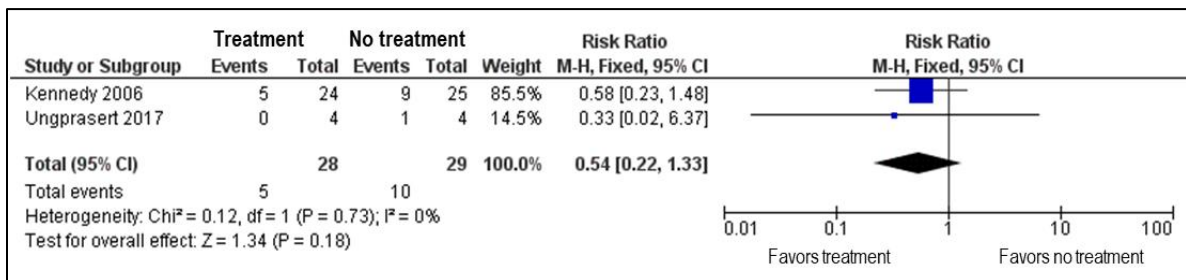 Treatment No treatment Risk Ratio Risk Ratio
Study or Subgroup Events Total Events Total Weight M-H, Fixed, 95% CI M-H, Fixed, 95% CI
Kennedy 2006 5 24 9 25 85.5% 0.58 [0.23, 1.48]
Ungprasert 2017 0 4 1 4 14.5% 0.33 [0.02, 6.37]
Total (95% CI) 28 29 100.0% 0.54 [0.22, 1.33]
Total events 5 10
Heterogeneity: Chi² = 0.12, df = 1 (P = 0.73); I² = 0%
Test for overall effect: Z = 1.34 (P = 0.18)
0.01 0.1 1 10 100
Favors treatment Favors no treatment